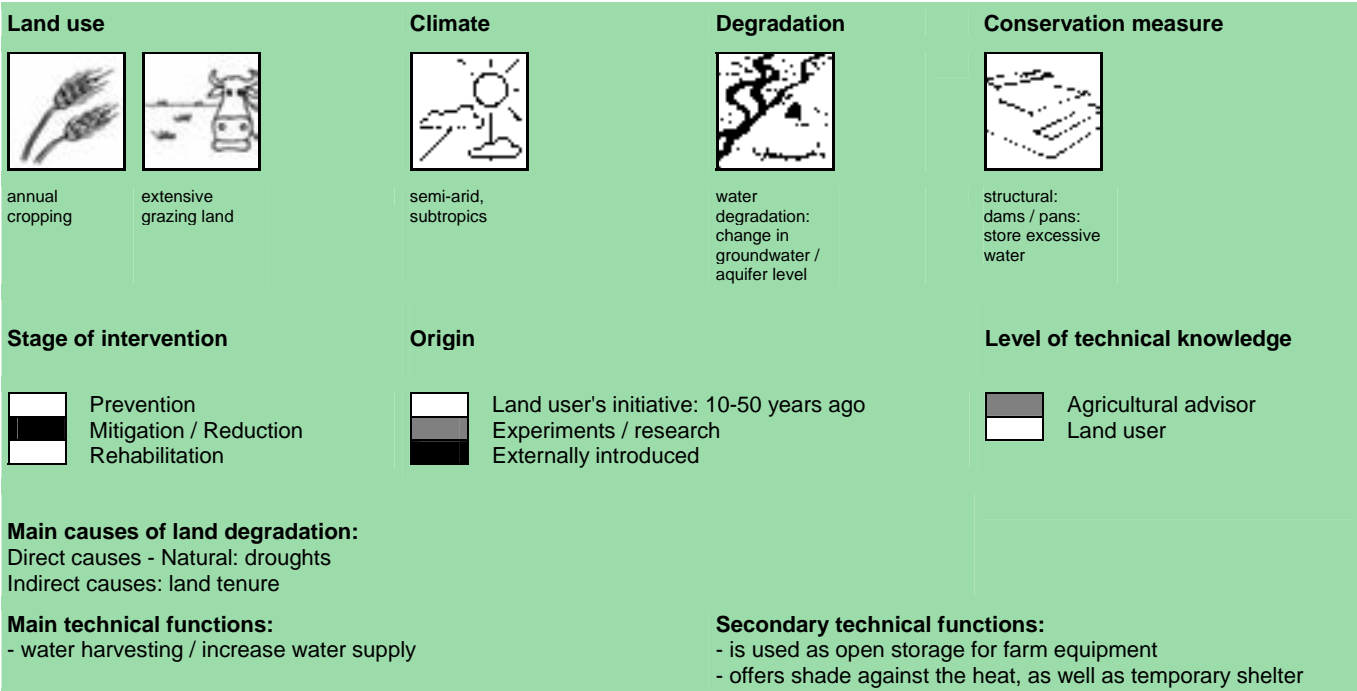 Land use
Climate
Degradation
Conservation measure
annual
cropping
extensive
grazing land
semi-arid,
subtropics
water
degradation:
change in
groundwater /
aquifer level
structural:
dams / pans:
store excessive
water
Stage of intervention
Origin
Level of technical knowledge
Prevention
Mitigation / Reduction
Rehabilitation
Land user's initiative: 10-50 years ago
Experiments / research
Externally introduced
Agricultural advisor
Land user
Main causes of land degradation:
Direct causes - Natural: droughts
Indirect causes: land tenure
Main technical functions:
- water harvesting / increase water supply
Secondary technical functions:
- is used as open storage for farm equipment
- offers shade against the heat, as well as temporary shelter